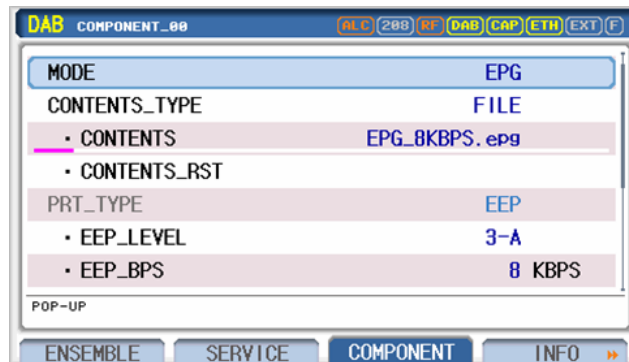 DAB COMPONENT_00 ALC 208 RF DAB CAP ETH EXT F
MODE EPG
CONTENTS_TYPE FILE
· CONTENTS EPG_8KBPS.epg
· CONTENTS_RST
PRT_TYPE EEP
· EEP_LEVEL 3-A
· EEP_BPS 8 KBPS
POP-UP
ENSEMBLE SERVICE COMPONENT INFO »